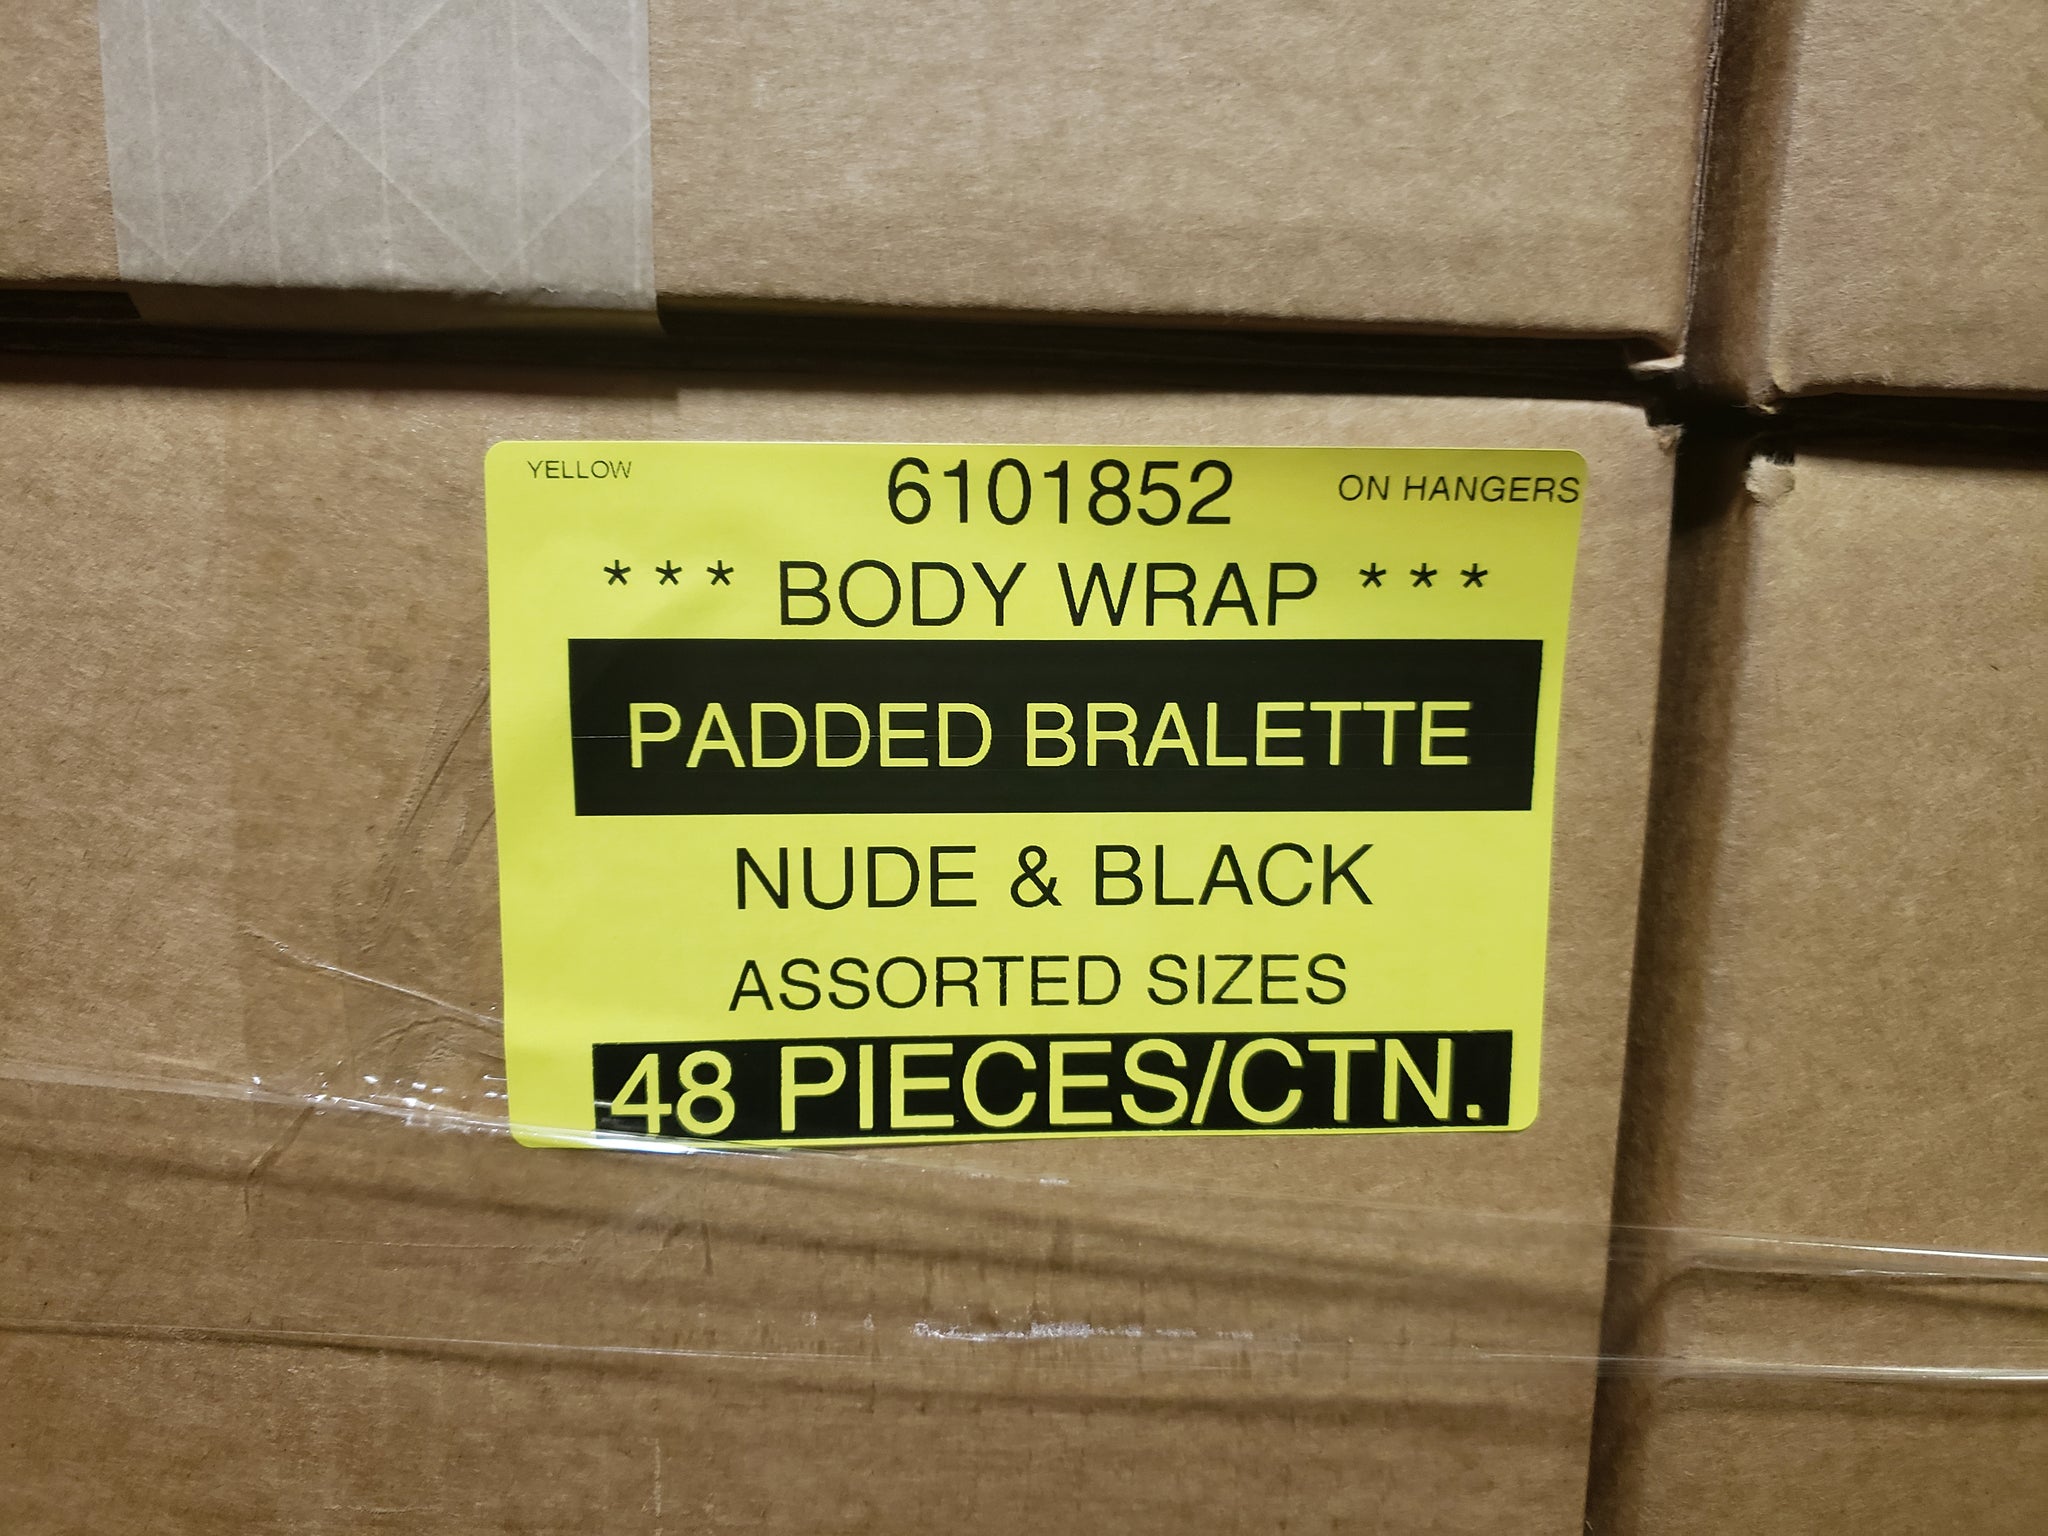 YELLOW
6101852
ON HANGERS
*** BODY WRAP ***
PADDED BRALETTE
NUDE & BLACK
ASSORTED SIZES
48 PIECES/CTN.